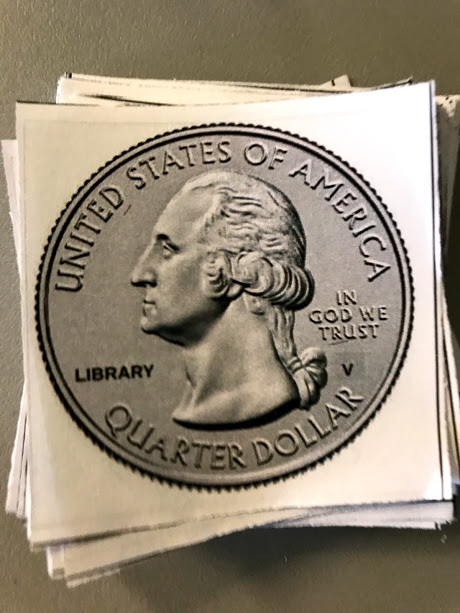 UNITED STATES OF AMERICA
IN
GOD WE
TRUST
LIBRARY
V
QUARTER DOLLAR